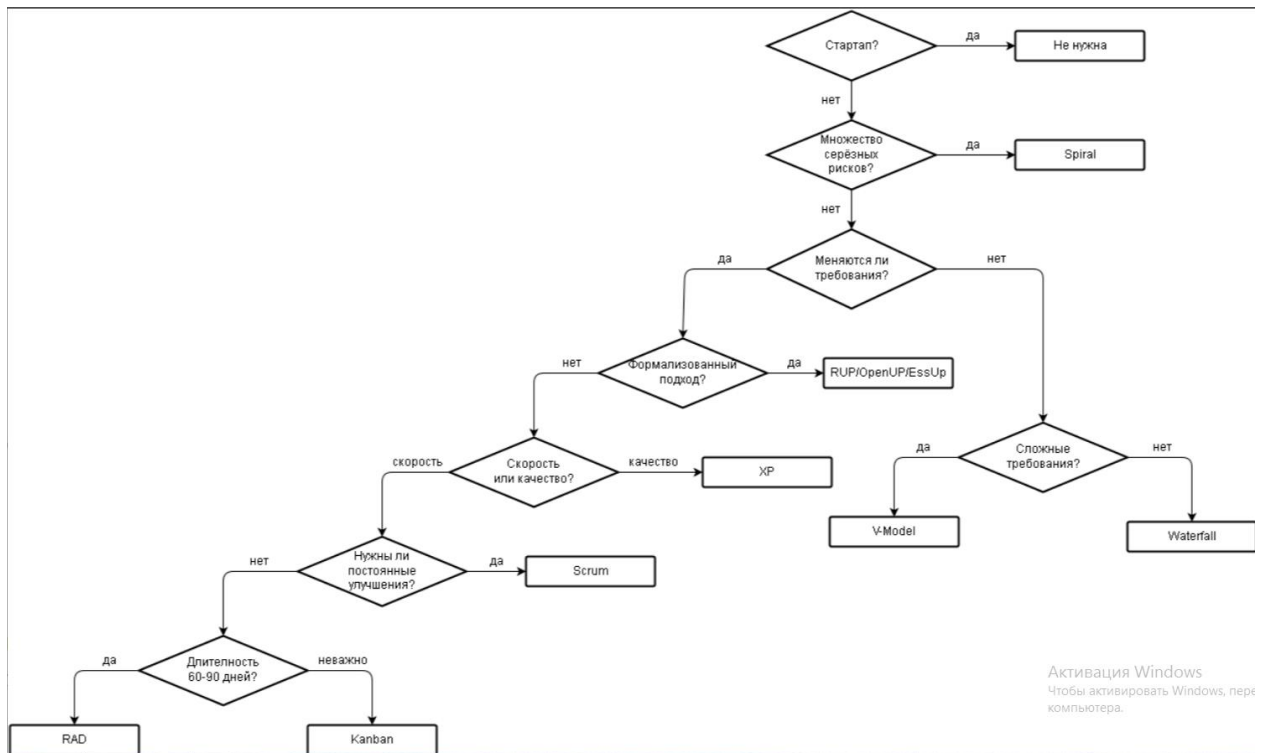 Стартап?
да
Не нужна
нет
Множество
серёзных
рисков?
да
Spiral
нет
Меняются ли
требования?
да
нет
Формализованный
подход?
нет
да
RUP/OpenUP/EssUp
Сложные
требования?
да
нет
V-Model
Waterfall
Скорость
или качество?
скорость
качество
XP
Нужны ли
постоянные
улучшения?
нет
да
Scrum
Длителность
60-90 дней?
да
неважно
RAD
Kanban
Активация Windows
Чтобы активировать Windows, пере
компьютера.